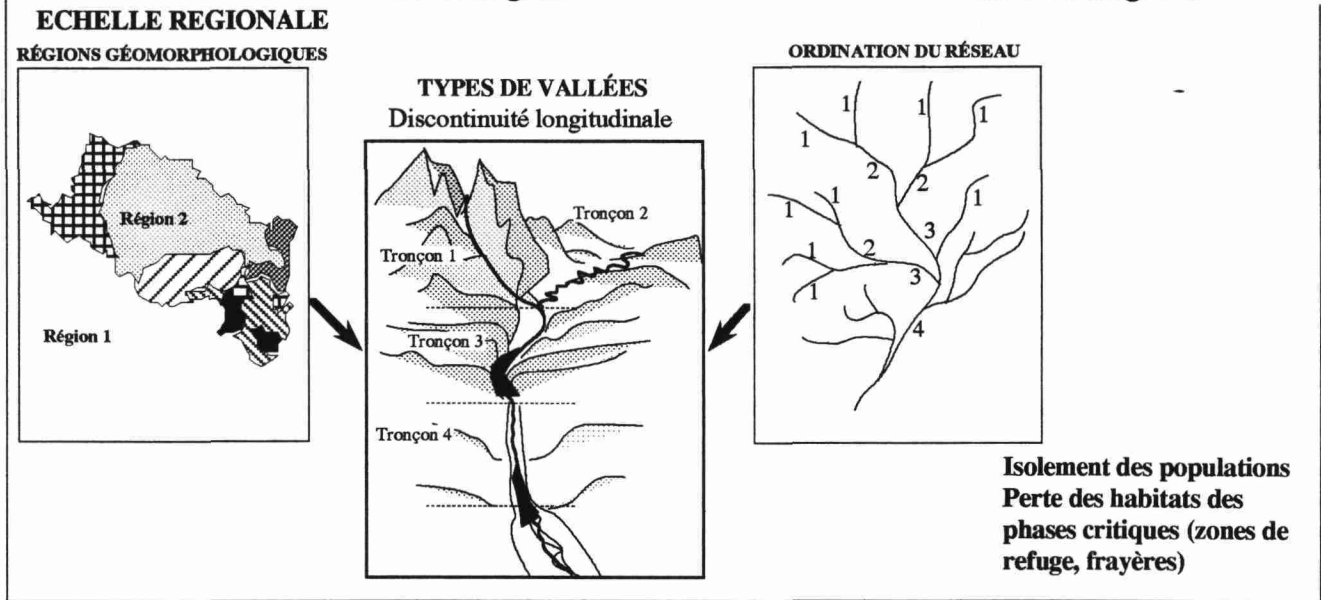 ECHELLE REGIONALE
RÉGIONS GÉOMORPHOLOGIQUES
Région 2
Région 1
TYPES DE VALLÉES
Discontinuité longitudinale
Tronçon 2
Tronçon 1
Tronçon 3
Tronçon 4
ORDINATION DU RÉSEAU
1
1
1
1
2
2
1
1
1
3
1
2
3
1
4
Isolement des populations
Perte des habitats des
phases critiques (zones de
refuge, frayères)